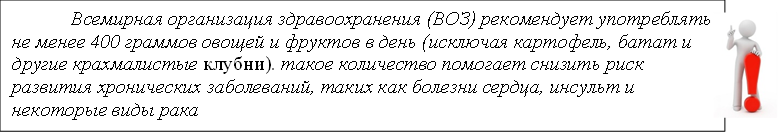 Всемирная организация здравоохранения (ВОЗ) рекомендует употреблять
не менее 400 граммов овощей и фруктов в день (исключая картофель, батат и
другие крахмалистые клубни). такое количество помогает снизить риск
развития хронических заболеваний, таких как болезни сердца, инсульт и
некоторые виды рака